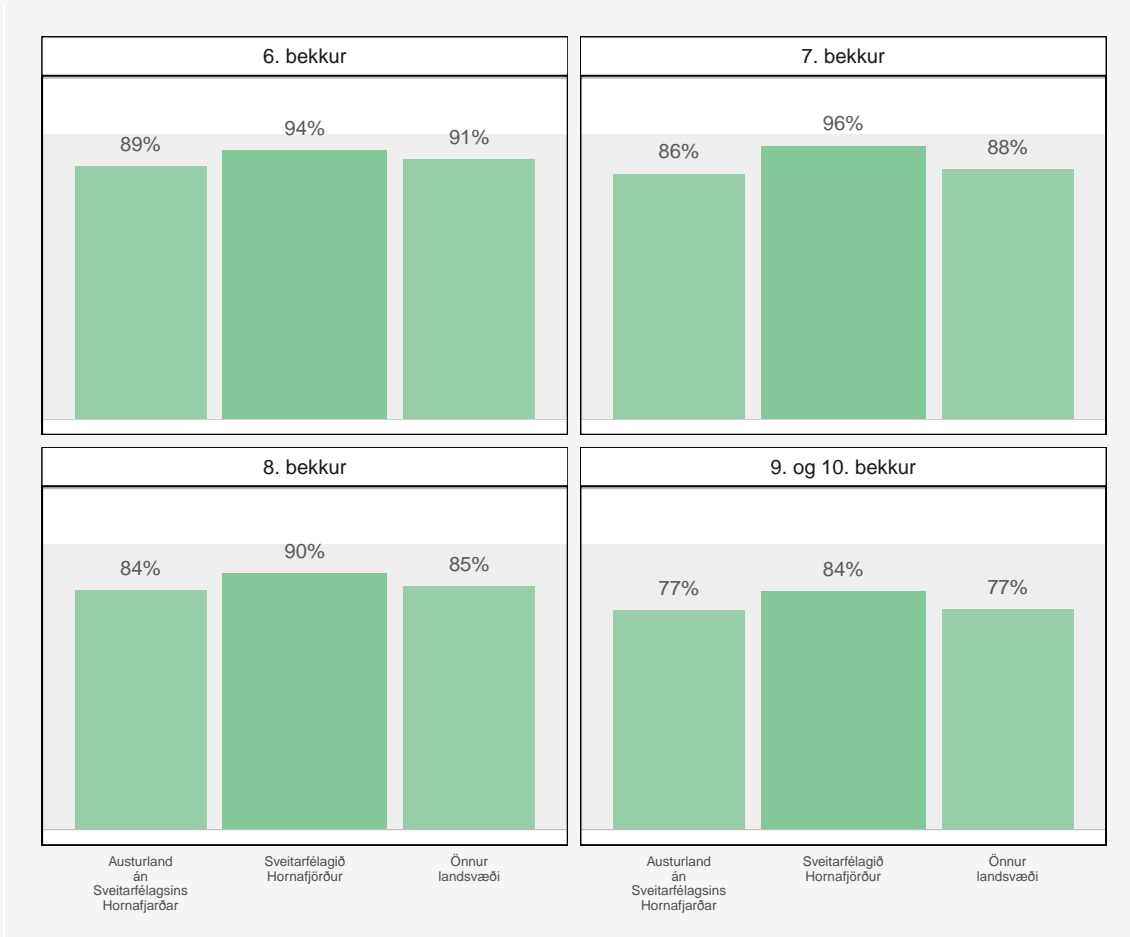 6. bekkur
7. bekkur
89%
94%
91%
86%
96%
88%
8. bekkur
9. og 10. bekkur
84%
90%
85%
77%
84%
77%
Austurland
án
Sveitarfélagsins
Hornafjarðar
Sveitarfélagið
Hornafjörður
Önnur
landsvæði
Austurland
án
Sveitarfélagsins
Hornafjarðar
Sveitarfélagið
Hornafjörður
Önnur
landsvæði